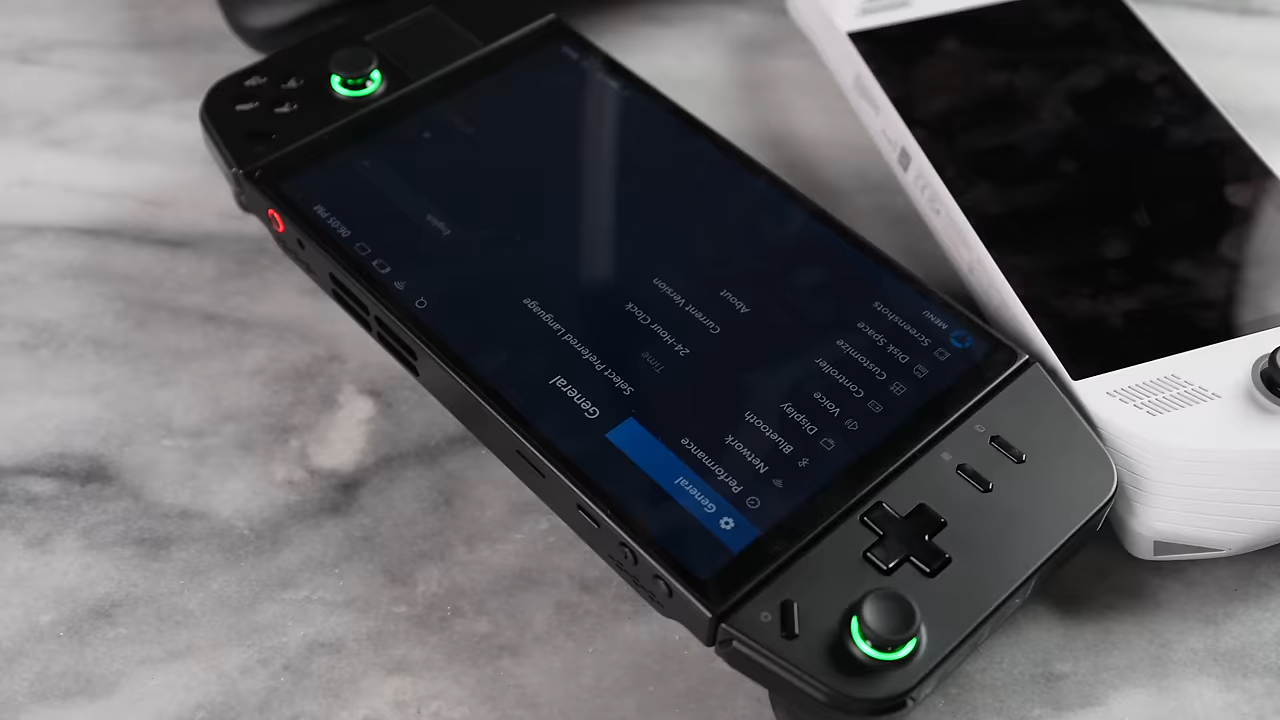 06:05 PM
MENU
General
Performance
Network
Bluetooth
Display
Voice
Controller
Customize
Disk Space
Screenshots
General
Select Preferred Language
English
Time
24-Hour Clock
Current Version
About